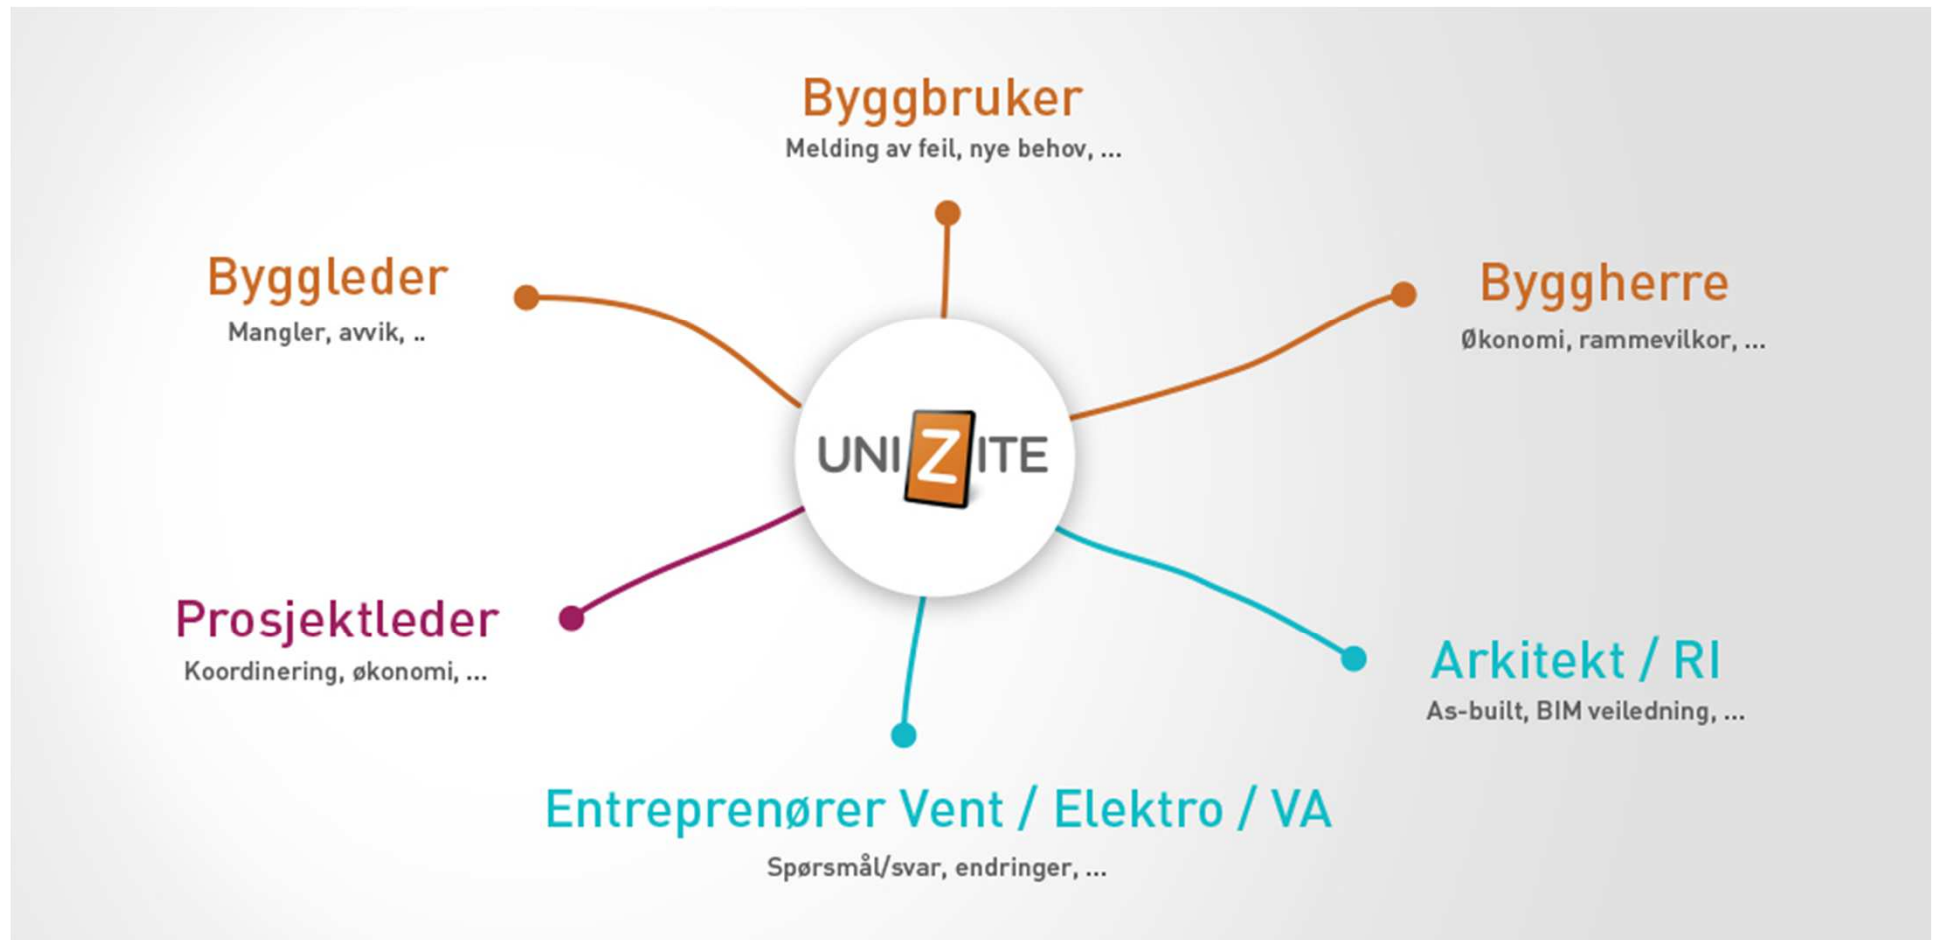 Byggbruker
Melding av feil, nye behov, ...
Byggleder
Mangler, avvik, ..
Byggherre
Økonomi, rammevilkor, ...
UNIZITE
Prosjektleder
Koordinering, økonomi, ...
Arkitekt / RI
As-built, BIM veiledning, ...
Entreprenører Vent / Elektro / VA
Spørsmål/svar, endringer, ...